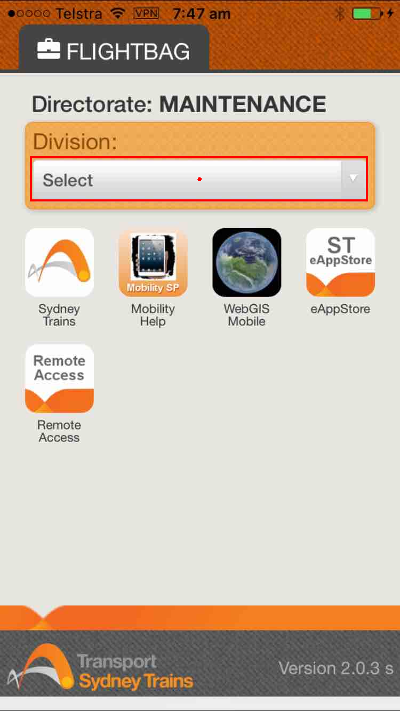 Telstra VPN 7:47 am
FLIGHTBAG
Directorate: MAINTENANCE
Division:
Select
Mobility SP
ST
eAppStore
Sydney
Trains
Mobility
Help
WebGIS
Mobile
eAppStore
Remote
Access
Remote
Access
Transport
Sydney Trains
Version 2.0.3 s